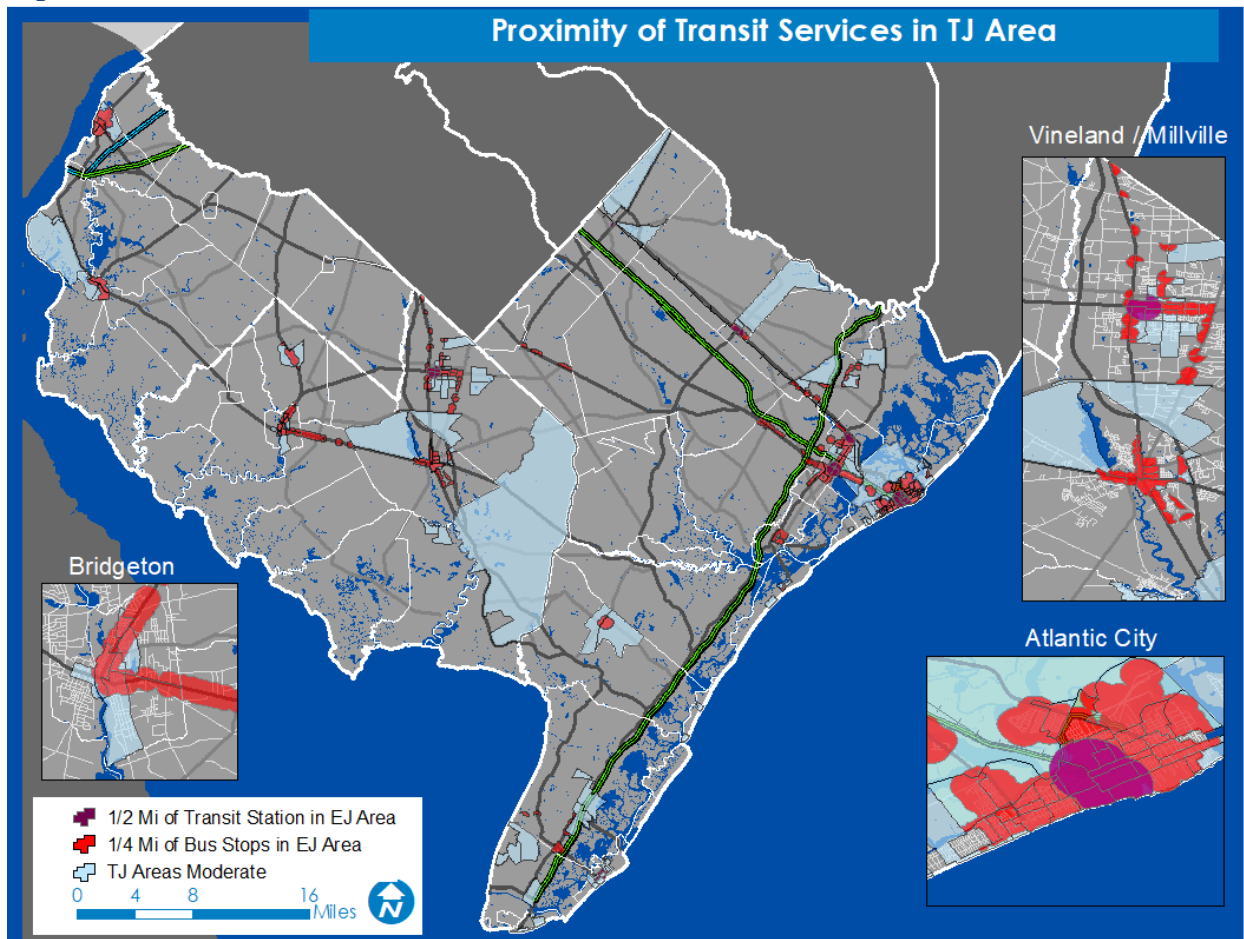 Proximity of Transit Services in TJ Area
Vineland / Millville
Bridgeton
Atlantic City
1/2 Mi of Transit Station in EJ Area
1/4 Mi of Bus Stops in EJ Area
TJ Areas Moderate
0 4 8 16
Miles
N